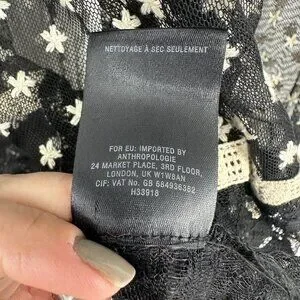 NETTOYAGE À SEC SEULEMENT
FOR EU: IMPORTED BY
ANTHROPOLOGIE
24 MARKET PLACE, 3RD FLOOR,
LONDON, UK W1W8AN
CIF: VAT No. GB 684936382
H33918